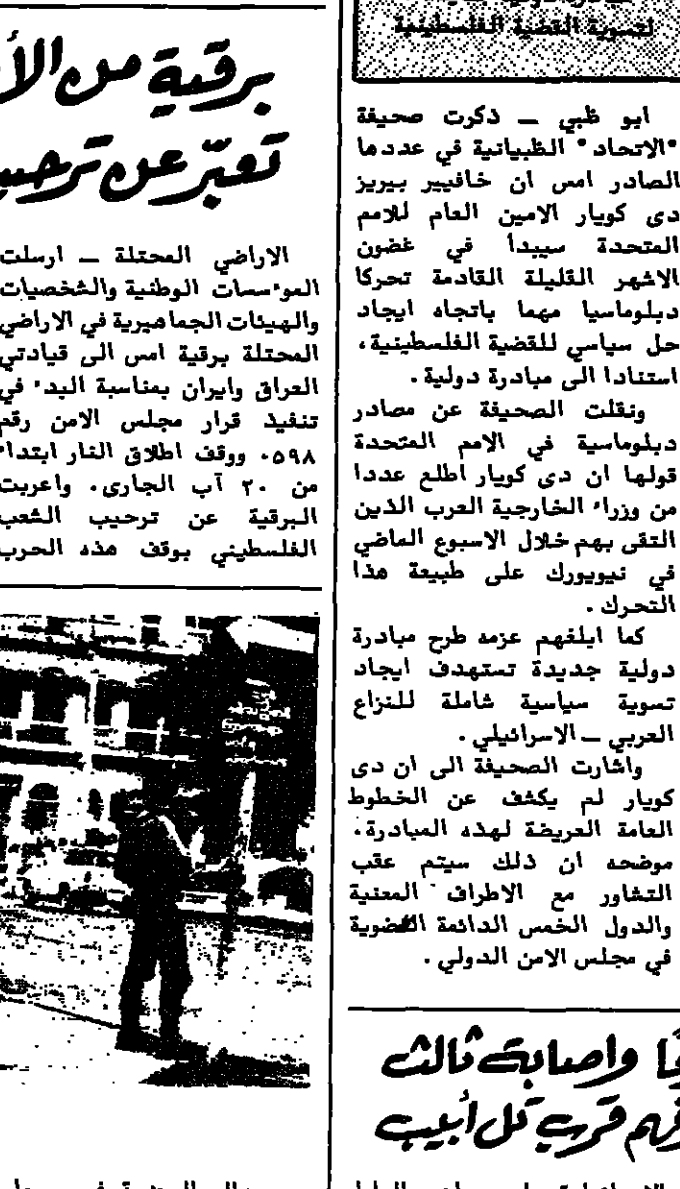 لتسوية القضية الفلسطينية
ابو ظبي — ذكرت صحيفة
"الاتحاد" الظبيانية في عددها
الصادر امس ان خافيير بيريز
دى كويار الامين العام للامم
المتحدة سيبدأ في غضون
الاشهر القليلة القادمة تحركا
دبلوماسيا مهما باتجاه ايجاد
حل سياسي للقضية الفلسطينية،
استنادا الى مبادرة دولية.
ونقلت الصحيفة عن مصادر
دبلوماسية في الامم المتحدة
قولها ان دى كويار اطلع عددا
من وزراء الخارجية العرب الذين
التقى بهم خلال الاسبوع الماضي
في نيويورك على طبيعة هذا
التحرك.
كما ابلغهم عزمه طرح مبادرة
دولية جديدة تستهدف ايجاد
تسوية سياسية شاملة للنزاع
العربي — الاسرائيلي.
واشارت الصحيفة الى ان دى
كويار لم يكشف عن الخطوط
العامة العريضة لهذه المبادرة،
موضحه ان ذلك سيتم عقب
التشاور مع الاطراف المعنية
والدول الخمس الدائمة العضوية
في مجلس الامن الدولي.
واصابة ثالث
قرب تل أبيب
برقية من
تعبّر عن
الاراضي المحتلة — ارسلت
الموءسسات الوطنية والشخصيات
والهيئات الجماهيرية في الاراضي
المحتلة برقية امس الى قيادتي
العراق وايران بمناسبة البدء في
تنفيذ قرار مجلس الامن رقم
٥٩٨، ووقف اطلاق النار ابتداء
من ٢٠ آب الجارى. واعربت
البرقية عن ترحيب الشعب
الفلسطيني بوقف هذه الحرب